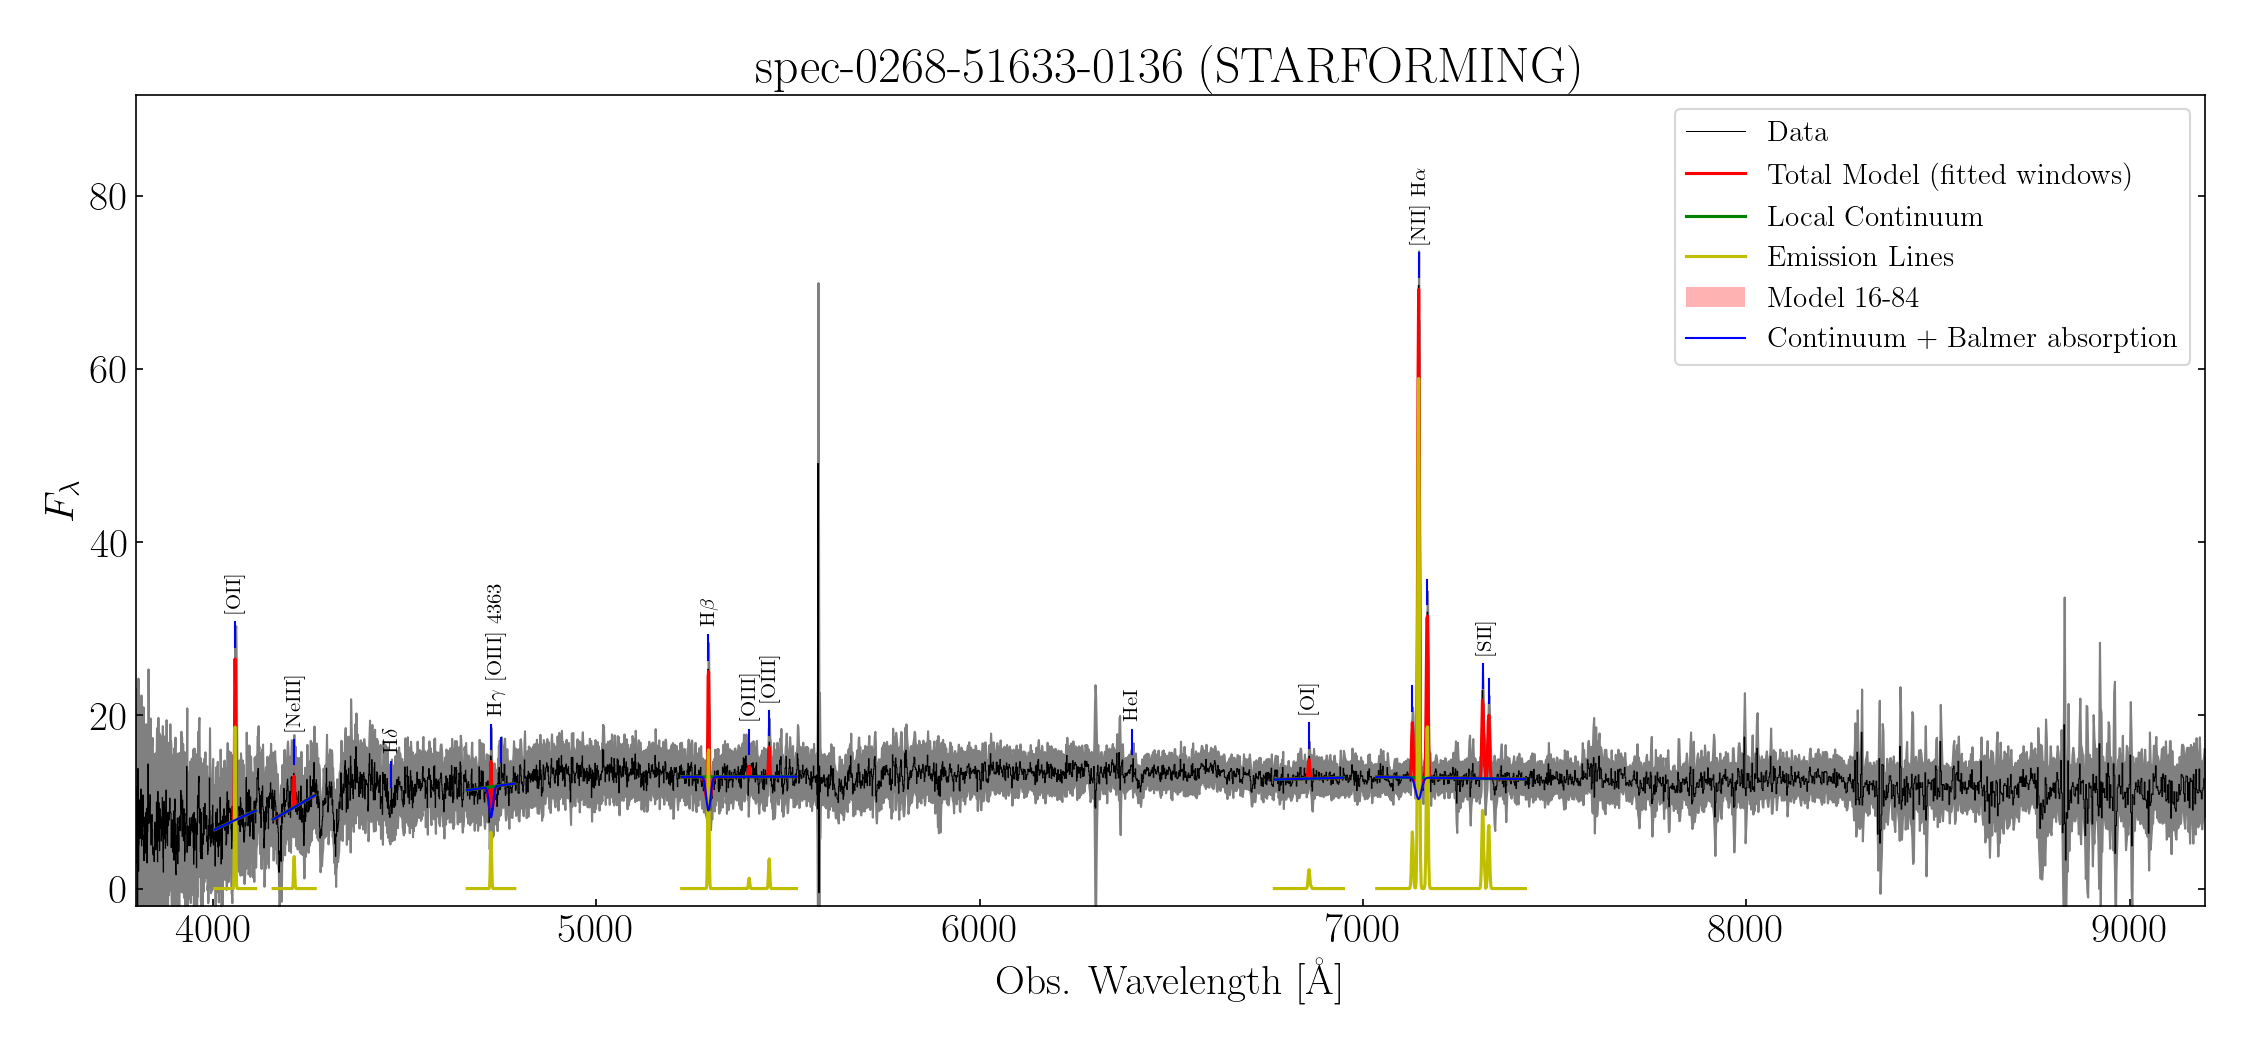 spec-0268-51633-0136 (STARFORMING)
Data
Total Model (fitted windows)
Local Continuum
Emission Lines
Model 16-84
Continuum + Balmer absorption
[OII]
[NeIII]
Hδ
Hγ [OIII] 4363
Hβ
[OIII]
[OIII]
HeI
[OI]
[NII] Hα
[SII]
80
60
40
20
0
F_λ
4000 5000 6000 7000 8000 9000
Obs. Wavelength [Å]